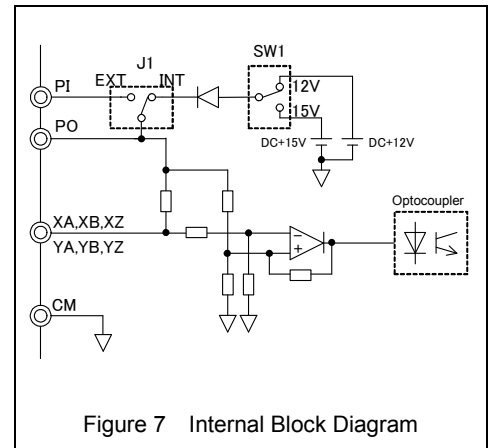 J1
SW1
EXT INT
PI
12V
PO
15V
DC+15V DC+12V
Optocoupler
XA,XB,XZ
YA,YB,YZ
−
+
CM
Figure 7 Internal Block Diagram